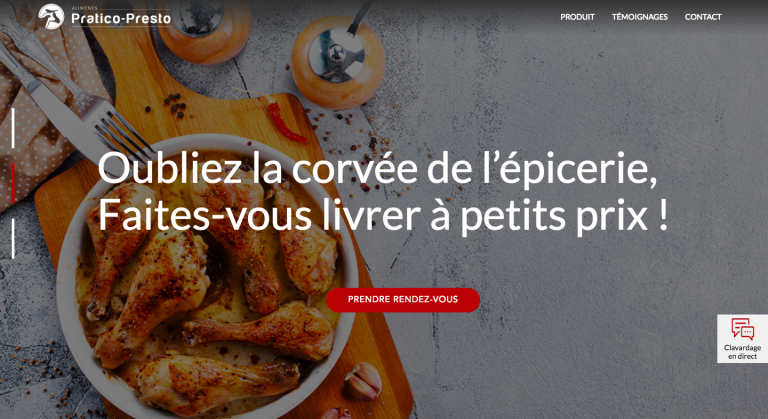 ALIMENTS
Pratico-Presto
PRODUIT
TÉMOIGNAGES
CONTACT
Oubliez la corvée de l'épicerie,
Faites-vous livrer à petits prix !
PRENDRE RENDEZ-VOUS
Clavardage
en direct